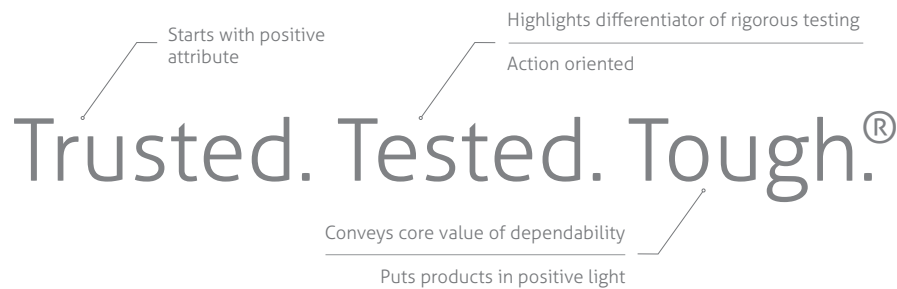 Highlights differentiator of rigorous testing
Starts with positive
attribute
Action oriented
Trusted. Tested. Tough.®
Conveys core value of dependability
Puts products in positive light